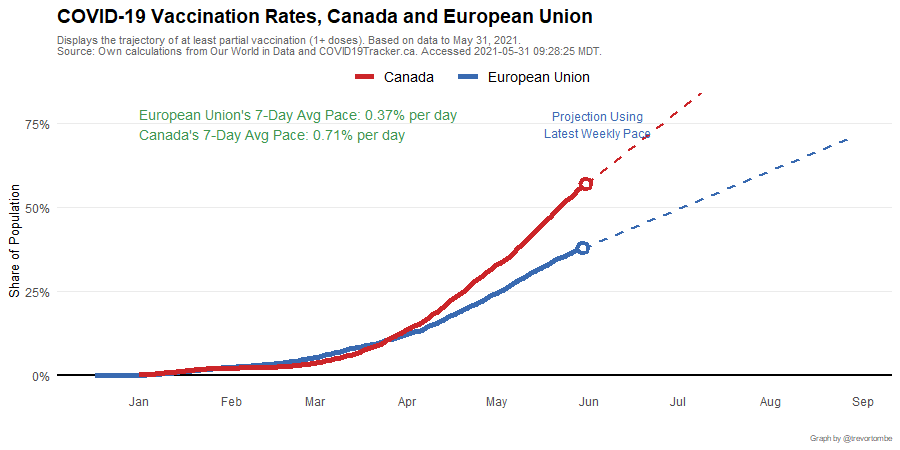 COVID-19 Vaccination Rates, Canada and European Union
Displays the trajectory of at least partial vaccination (1+ doses). Based on data to May 31, 2021.
Source: Own calculations from Our World in Data and COVID19Tracker.ca. Accessed 2021-05-31 09:28:25 MDT.
Canada European Union
European Union's 7-Day Avg Pace: 0.37% per day
Canada's 7-Day Avg Pace: 0.71% per day
Projection Using
Latest Weekly Pace
Share of Population
75%
50%
25%
0%
Jan Feb Mar Apr May Jun Jul Aug Sep
Graph by @trevortombe